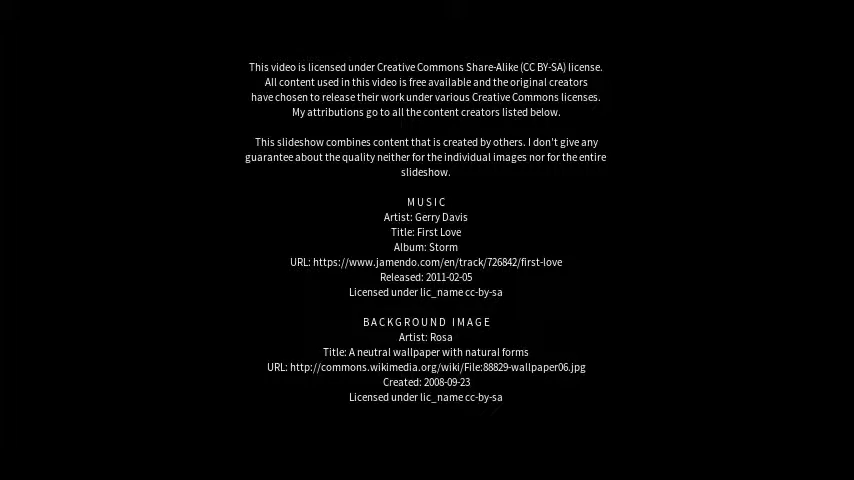 This video is licensed under Creative Commons Share-Alike (CC BY-SA) license.
All content used in this video is free available and the original creators
have chosen to release their work under various Creative Commons licenses.
My attributions go to all the content creators listed below.
This slideshow combines content that is created by others. I don't give any
guarantee about the quality neither for the individual images nor for the entire
slideshow.
MUSIC
Artist: Gerry Davis
Title: First Love
Album: Storm
URL: https://www.jamendo.com/en/track/726842/first-love
Released: 2011-02-05
Licensed under lic_name cc-by-sa
BACKGROUND IMAGE
Artist: Rosa
Title: A neutral wallpaper with natural forms
URL: http://commons.wikimedia.org/wiki/File:88829-wallpaper06.jpg
Created: 2008-09-23
Licensed under lic_name cc-by-sa